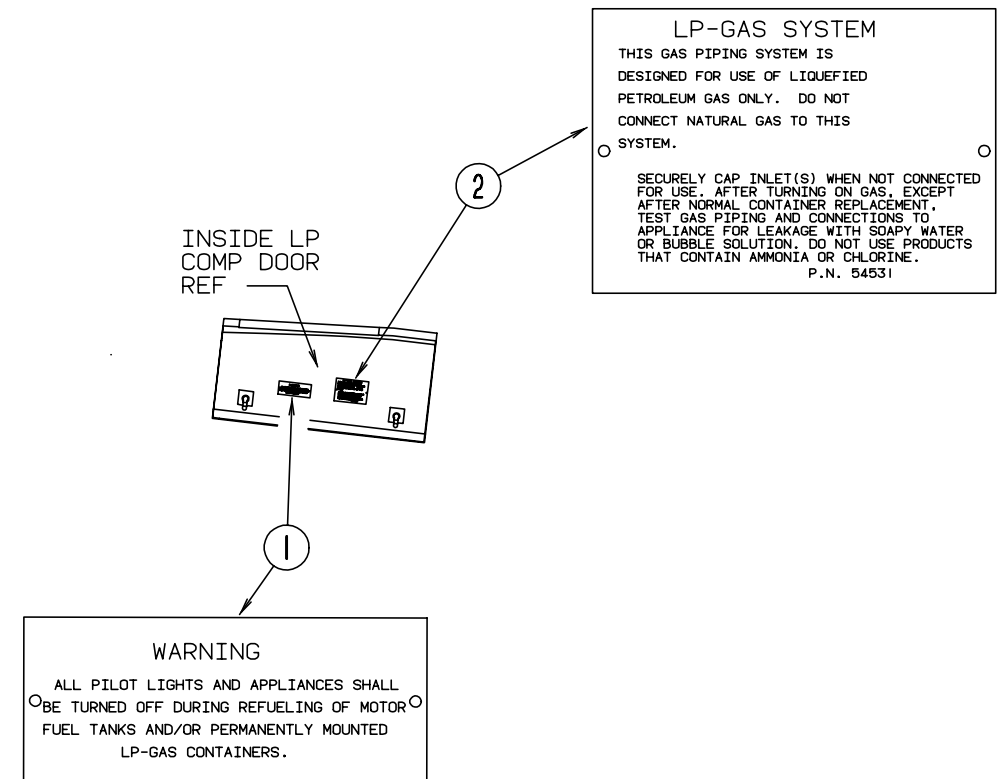 LP-GAS SYSTEM
THIS GAS PIPING SYSTEM IS
DESIGNED FOR USE OF LIQUEFIED
PETROLEUM GAS ONLY. DO NOT
CONNECT NATURAL GAS TO THIS
SYSTEM.
SECURELY CAP INLET(S) WHEN NOT CONNECTED
FOR USE. AFTER TURNING ON GAS, EXCEPT
AFTER NORMAL CONTAINER REPLACEMENT,
TEST GAS PIPING AND CONNECTIONS TO
APPLIANCE FOR LEAKAGE WITH SOAPY WATER
OR BUBBLE SOLUTION. DO NOT USE PRODUCTS
THAT CONTAIN AMMONIA OR CHLORINE.
P.N. 54531
2
INSIDE LP
COMP DOOR
REF
1
WARNING
ALL PILOT LIGHTS AND APPLIANCES SHALL
BE TURNED OFF DURING REFUELING OF MOTOR
FUEL TANKS AND/OR PERMANENTLY MOUNTED
LP-GAS CONTAINERS.